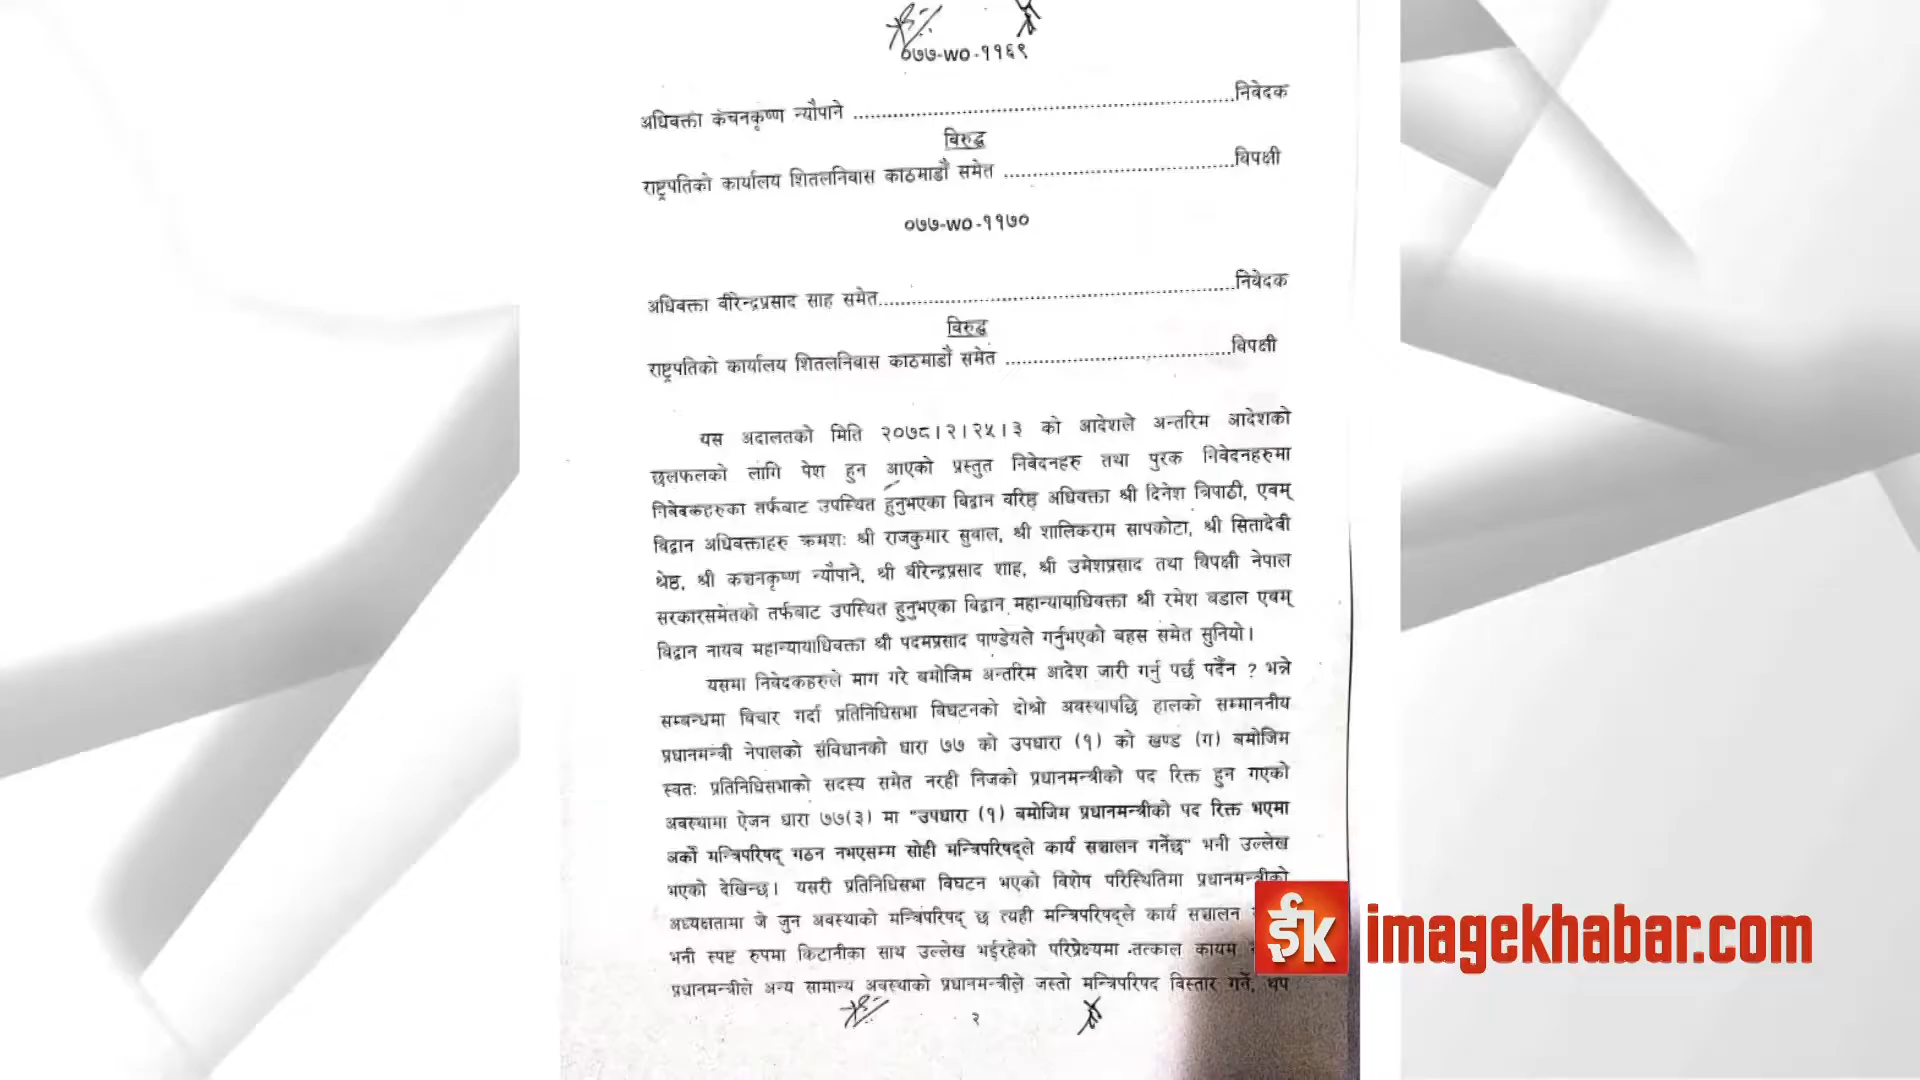 ०७७-wo-११६९
अधिवक्ता कंचनकृष्ण न्यौपाने ........................................................निवेदक
विरुद्ध
राष्ट्रपतिको कार्यालय शितलनिवास काठमाडौं समेत ..................................विपक्षी
०७७-wo-११७०
अधिवक्ता वीरेन्द्रप्रसाद साह समेत....................................................निवेदक
विरुद्ध
राष्ट्रपतिको कार्यालय शितलनिवास काठमाडौं समेत ..................................विपक्षी
यस अदालतको मिति २०७८।२।२५।३ को आदेशले अन्तरिम आदेशको
छलफलको लागि पेश हुन आएको प्रस्तुत निवेदनहरु तथा पुरक निवेदनहरुमा
निवेदकहरुका तर्फबाट उपस्थित हुनुभएका विद्वान वरिष्ठ अधिवक्ता श्री दिनेश त्रिपाठी, एवम्
विद्वान अधिवक्ताहरु क्रमशः श्री राजकुमार सुवाल, श्री शालिकराम सापकोटा, श्री सितादेवी
श्रेष्ठ, श्री कञ्चनकृष्ण न्यौपाने, श्री वीरेन्द्रप्रसाद शाह, श्री उमेशप्रसाद तथा विपक्षी नेपाल
सरकारसमेतको तर्फबाट उपस्थित हुनुभएका विद्वान महान्यायाधिवक्ता श्री रमेश बडाल एवम्
विद्वान नायब महान्यायाधिवक्ता श्री पदमप्रसाद पाण्डेयले गर्नुभएको बहस समेत सुनियो।
यसमा निवेदकहरुले माग गरे बमोजिम अन्तरिम आदेश जारी गर्नु पर्छ पर्दैन ? भन्ने
सम्बन्धमा विचार गर्दा प्रतिनिधिसभा विघटनको दोश्रो अवस्थापछि हालको सम्माननीय
प्रधानमन्त्री नेपालको संविधानको धारा ७७ को उपधारा (१) को खण्ड (ग) बमोजिम
स्वतः प्रतिनिधिसभाको सदस्य समेत नरही निजको प्रधानमन्त्रीको पद रिक्त हुन गएको
अवस्थामा ऐजन धारा ७७(३) मा "उपधारा (१) बमोजिम प्रधानमन्त्रीको पद रिक्त भएमा
अर्को मन्त्रिपरिषद् गठन नभएसम्म सोही मन्त्रिपरिषद्‌ले कार्य सञ्चालन गर्नेछ" भनी उल्लेख
भएको देखिन्छ। यसरी प्रतिनिधिसभा विघटन भएको विशेष परिस्थितिमा प्रधानमन्त्रीको
अध्यक्षतामा जे जुन अवस्थाको मन्त्रिपरिषद् छ त्यही मन्त्रिपरिषद्‌ले कार्य सञ्चालन
भनी स्पष्ट रुपमा किटानीका साथ उल्लेख भईरहेको परिप्रेक्ष्यमा तत्काल कायम
प्रधानमन्त्रीले अन्य सामान्य अवस्थाको प्रधानमन्त्रीले जस्तो मन्त्रिपरिषद विस्तार गर्ने, थप
२
ईk imagekhabar.com